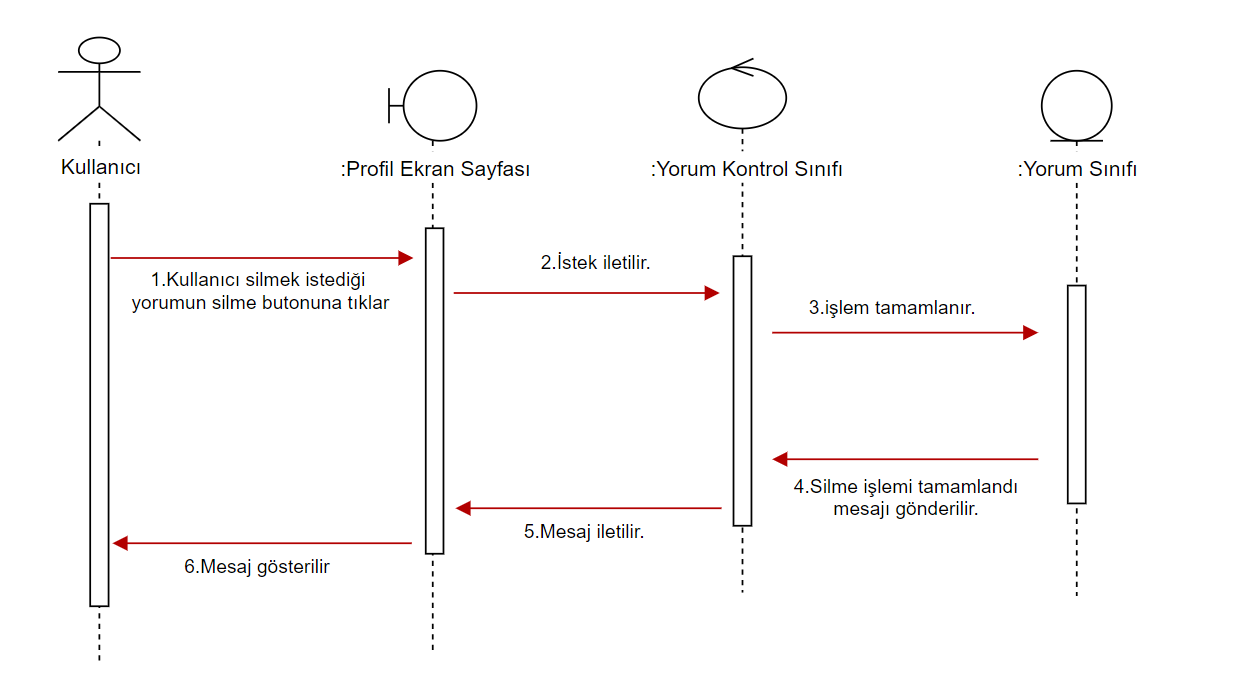 Kullanıcı
:Profil Ekran Sayfası
:Yorum Kontrol Sınıfı
:Yorum Sınıfı
1.Kullanıcı silmek istediği
yorumun silme butonuna tıklar
2.İstek iletilir.
3.işlem tamamlanır.
4.Silme işlemi tamamlandı
mesajı gönderilir.
5.Mesaj iletilir.
6.Mesaj gösterilir